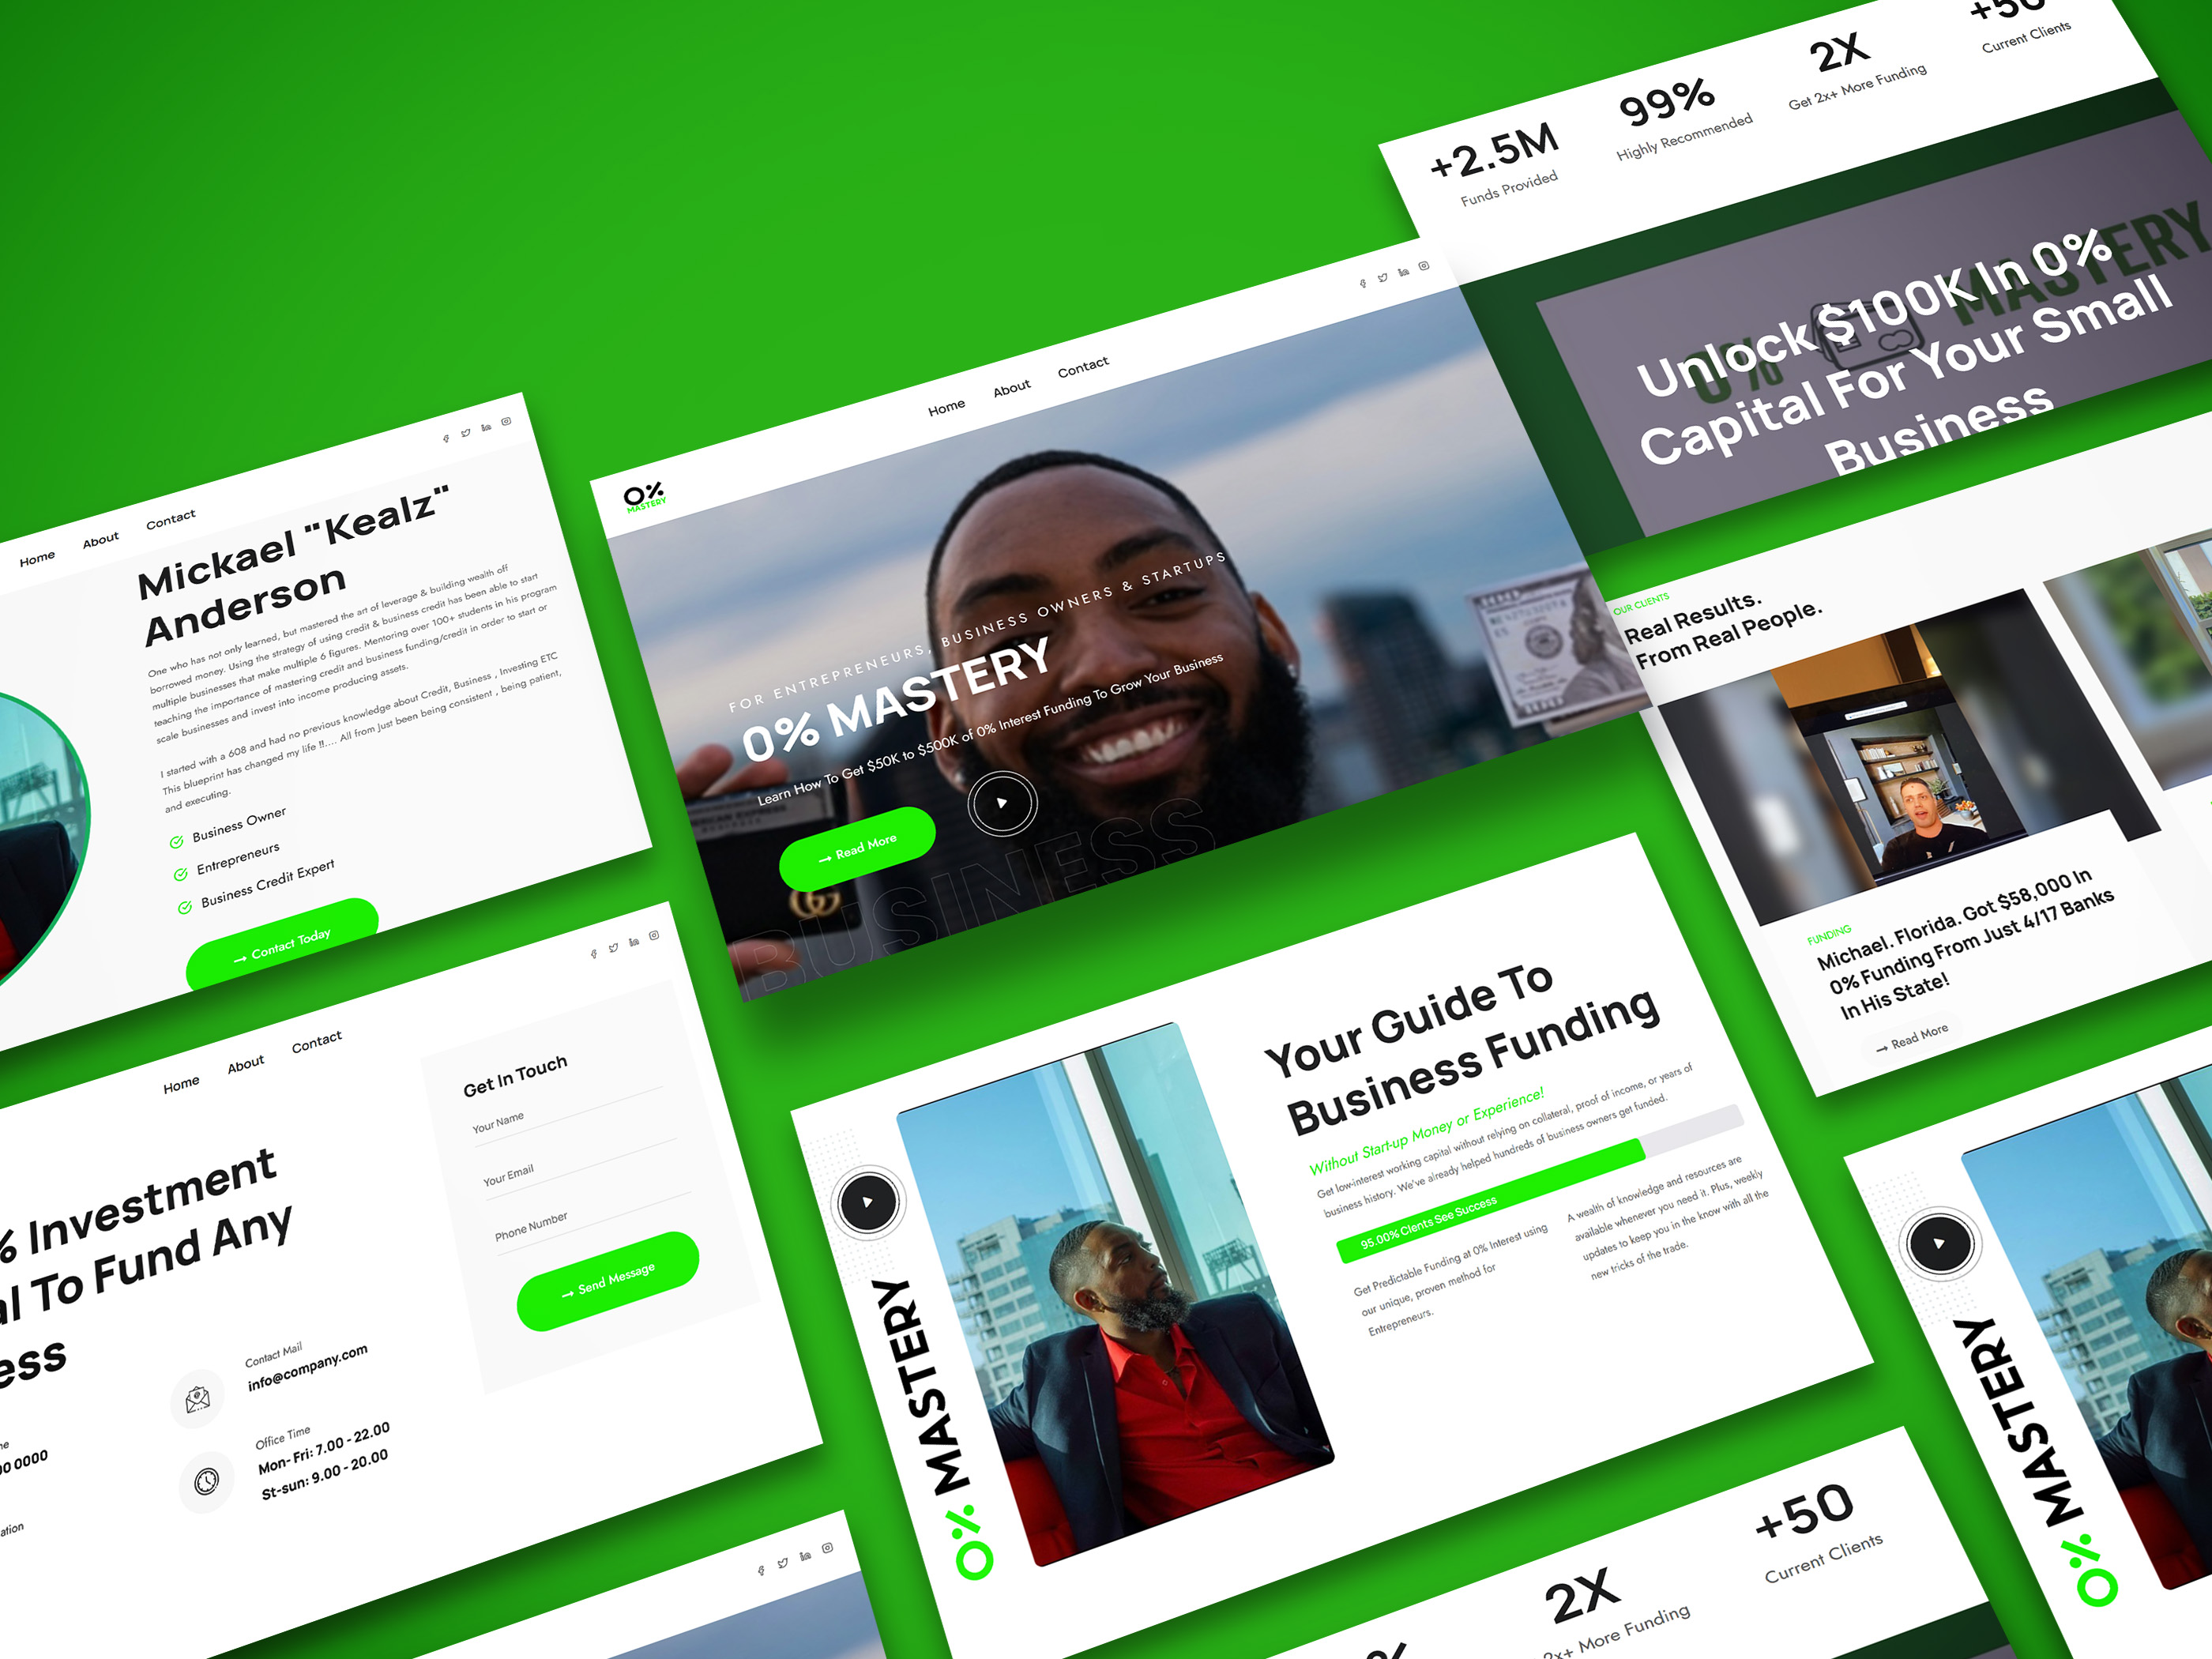 Home About Contact
Mickael "Kealz"
Anderson
One who has not only learned, but mastered the art of leverage & building wealth off
borrowed money. Using the strategy of using credit & business credit has been able to start
multiple businesses that make multiple 6 figures. Mentoring over 100+ students in his program
teaching the importance of mastering credit and business funding/credit in order to start or
scale businesses and invest into income producing assets.
I started with a 608 and had no previous knowledge about Credit, Business , Investing ETC
This blueprint has changed my life !!.... All from Just been being consistent , being patient,
and executing.
Business Owner
Entrepreneurs
Business Credit Expert
→ Contact Today
0%
MASTERY
Home About Contact
FOR ENTREPRENEURS, BUSINESS OWNERS & STARTUPS
0% MASTERY
Learn How To Get $50K to $500K of 0% Interest Funding To Grow Your Business
→ Read More
BUSINESS
+2.5M
Funds Provided
99%
Highly Recommended
2X
Get 2x+ More Funding
+50
Current Clients
0% MASTERY
Unlock $100K In 0%
Capital For Your Small
Business
OUR CLIENTS
Real Results.
From Real People.
FUNDING
Michael. Florida. Got $58,000 In
0% Funding From Just 4/17 Banks
In His State!
→ Read More
Home About Contact
% Investment
al To Fund Any
ess
Contact Mail
info@company.com
Office Time
Mon- Fri: 7.00 - 22.00
St-sun: 9.00 - 20.00
ne
00 0000
ation
Get In Touch
Your Name
Your Email
Phone Number
→ Send Message
0% MASTERY
Your Guide To
Business Funding
Without Start-up Money or Experience!
Get low-interest working capital without relying on collateral, proof of income, or years of
business history. We've already helped hundreds of business owners get funded.
95.00% Clents See Success
Get Predictable Funding at 0% Interest using
our unique, proven method for
Entrepreneurs.
A wealth of knowledge and resources are
available whenever you need it. Plus, weekly
updates to keep you in the know with all the
new tricks of the trade.
0% MASTERY
%
2X
2x+ More Funding
+50
Current Clients